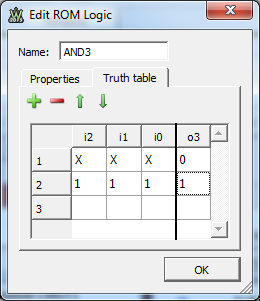 Edit ROM Logic
Name: AND3
Properties Truth table
i2 i1 i0 o3
1 X X X 0
2 1 1 1 1
3
OK